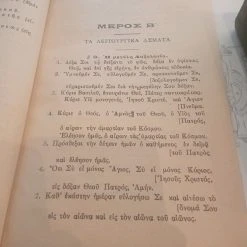 ΜΕΡΟΣ Β′
ΤΑ ΛΕΙΤΟΥΡΓΙΚΑ ᾼΣΜΑΤΑ
Ἡ μεγάλη Δοξολογία.
1. Δόξα Σοι τῷ δείξαντι τὸ φῶς, δόξα ἐν ὑψίστοις
Θεῷ, καὶ ἐπὶ γῆς εἰρήνη, ἐν ἀνθρώποις εὐδοκία.
2. Ὑμνοῦμέν Σε, εὐλογοῦμέν Σε, προσκυνοῦμέν Σε, [δοξολογοῦμέν Σε,
εὐχαριστοῦμέν Σοι διὰ τὴν μεγάλην Σου δόξαν.
3. Κύριε Βασιλεῦ, ἐπουράνιε Θεέ, Πάτερ παντοκράτορ,
Κύριε Υἱὲ μονογενές, Ἰησοῦ Χριστέ, καὶ Ἅγιον [Πνεῦμα.
4. Κύριε ὁ Θεός, ὁ Ἀμνὸς τοῦ Θεοῦ, ὁ Υἱὸς τοῦ [Πατρός,
ὁ αἴρων τὴν ἁμαρτίαν τοῦ Κόσμου.
Ἐλέησον ἡμᾶς, ὁ αἴρων τὰς ἁμαρτίας τοῦ Κόσμου.
5. Πρόσδεξαι τὴν δέησιν ἡμῶν ὁ καθήμενος ἐν δεξιᾷ τοῦ Πατρός,
καὶ ἐλέησον ἡμᾶς.
6. Ὅτι Σὺ εἶ μόνος Ἅγιος, Σὺ εἶ μόνος Κύριος, [Ἰησοῦς Χριστός,
εἰς δόξαν Θεοῦ Πατρός, Ἀμήν.
7. Καθ' ἑκάστην ἡμέραν εὐλογήσω Σε καὶ αἰνέσω τὸ [ὄνομά Σου
εἰς τὸν αἰῶνα καὶ εἰς τὸν αἰῶνα τοῦ αἰῶνος.